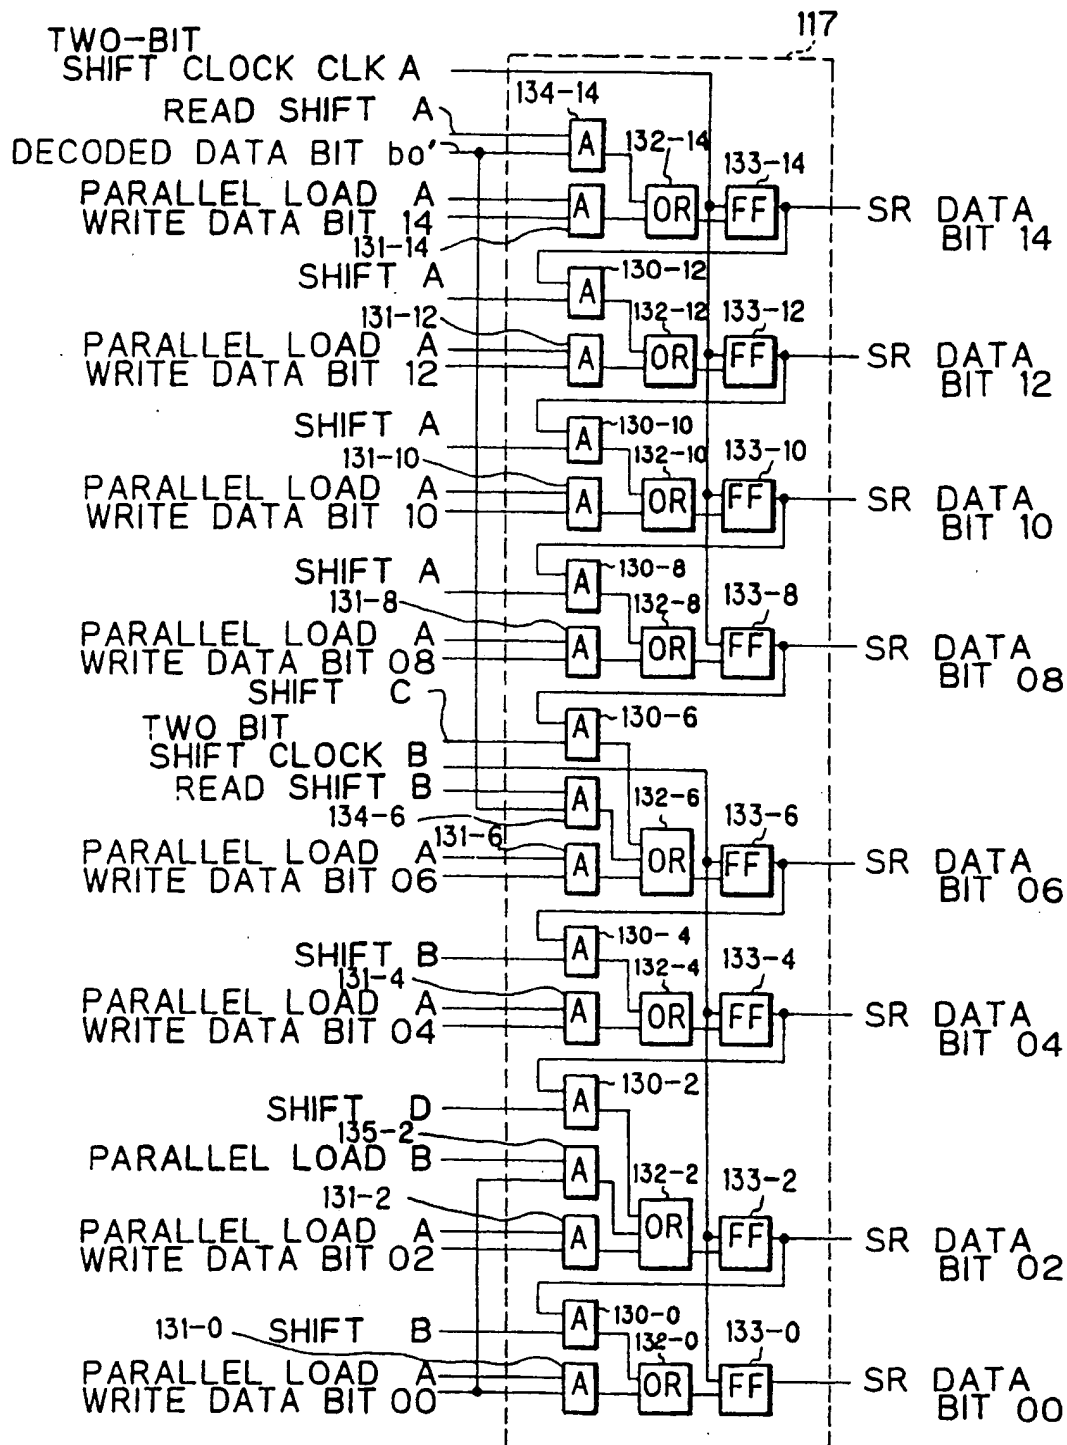 117
TWO-BIT
SHIFT CLOCK CLK A
134-14
READ SHIFT A
132-14
DECODED DATA BIT bo'
A
133-14
PARALLEL LOAD A
WRITE DATA BIT 14
A
OR
FF
SR DATA
BIT 14
131-14
SHIFT A
130-12
A
131-12
132-12
133-12
PARALLEL LOAD A
WRITE DATA BIT 12
A
OR
FF
SR DATA
BIT 12
SHIFT A
130-10
A
131-10
132-10
133-10
PARALLEL LOAD A
WRITE DATA BIT 10
A
OR
FF
SR DATA
BIT 10
SHIFT A
130-8
A
131-8
132-8
133-8
PARALLEL LOAD A
WRITE DATA BIT 08
A
OR
FF
SR DATA
BIT 08
SHIFT C
130-6
A
TWO BIT
SHIFT CLOCK B
READ SHIFT B
A
132-6
134-6
131-6
133-6
PARALLEL LOAD A
WRITE DATA BIT 06
A
OR
FF
SR DATA
BIT 06
130-4
SHIFT B
A
131-4
132-4
133-4
PARALLEL LOAD A
WRITE DATA BIT 04
A
OR
FF
SR DATA
BIT 04
130-2
SHIFT D
A
135-2
PARALLEL LOAD B
A
131-2
132-2
133-2
PARALLEL LOAD A
WRITE DATA BIT 02
A
OR
FF
SR DATA
BIT 02
130-0
131-0
SHIFT B
A
132-0
133-0
PARALLEL LOAD A
WRITE DATA BIT 00
A
OR
FF
SR DATA
BIT 00